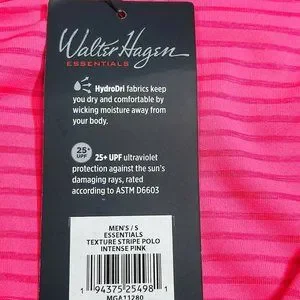 Walter Hagen
ESSENTIALS
HydroDri fabrics keep
you dry and comfortable by
wicking moisture away from
your body.
25+
UPF
25+ UPF ultraviolet
protection against the sun's
damaging rays, rated
according to ASTM D6603
MEN'S / S
ESSENTIALS
TEXTURE STRIPE POLO
INTENSE PINK
1 94375 25498 1
MGA11280